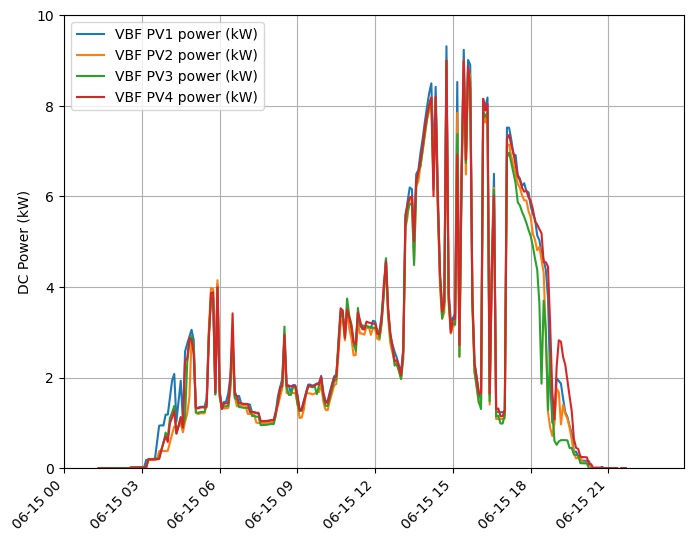 10
8
6
4
2
0
DC Power (kW)
VBF PV1 power (kW)
VBF PV2 power (kW)
VBF PV3 power (kW)
VBF PV4 power (kW)
06-15 00
06-15 03
06-15 06
06-15 09
06-15 12
06-15 15
06-15 18
06-15 21